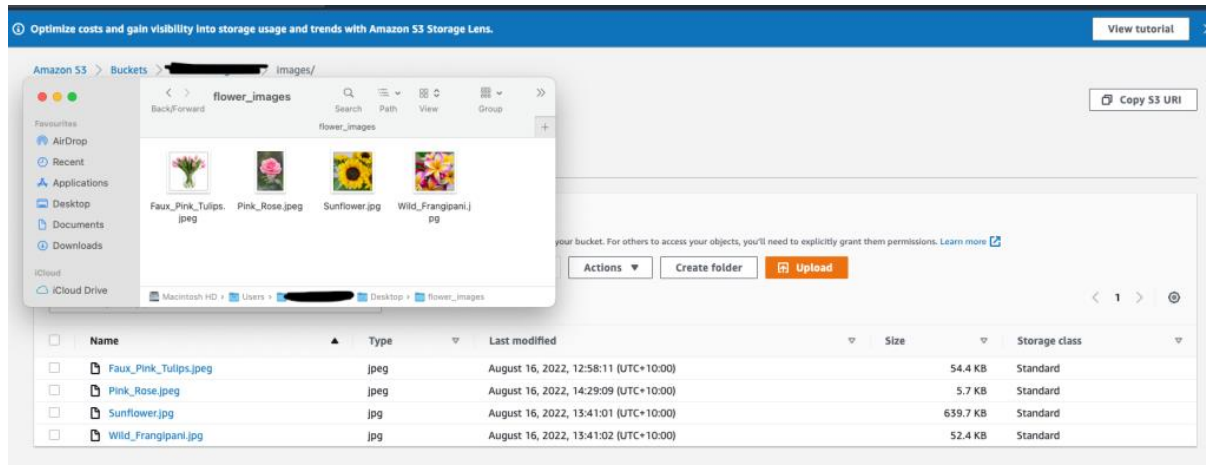 Optimize costs and gain visibility into storage usage and trends with Amazon S3 Storage Lens.
View tutorial
Amazon S3 > Buckets > images/
Copy S3 URI
flower_images
Back/Forward
Search Path View Group
flower_images
Favourites
AirDrop
Recent
Applications
Desktop
Documents
Downloads
iCloud
iCloud Drive
Faux_Pink_Tulips.
jpeg
Pink_Rose.jpeg
Sunflower.jpg
Wild_Frangipani.j
pg
Macintosh HD › Users › Desktop › flower_images
your bucket. For others to access your objects, you'll need to explicitly grant them permissions. Learn more
Actions Create folder Upload
< 1 >
Name Type Last modified Size Storage class
Faux_Pink_Tulips.jpeg jpeg August 16, 2022, 12:58:11 (UTC+10:00) 54.4 KB Standard
Pink_Rose.jpeg jpeg August 16, 2022, 14:29:09 (UTC+10:00) 5.7 KB Standard
Sunflower.jpg jpg August 16, 2022, 13:41:01 (UTC+10:00) 639.7 KB Standard
Wild_Frangipani.jpg jpg August 16, 2022, 13:41:02 (UTC+10:00) 52.4 KB Standard